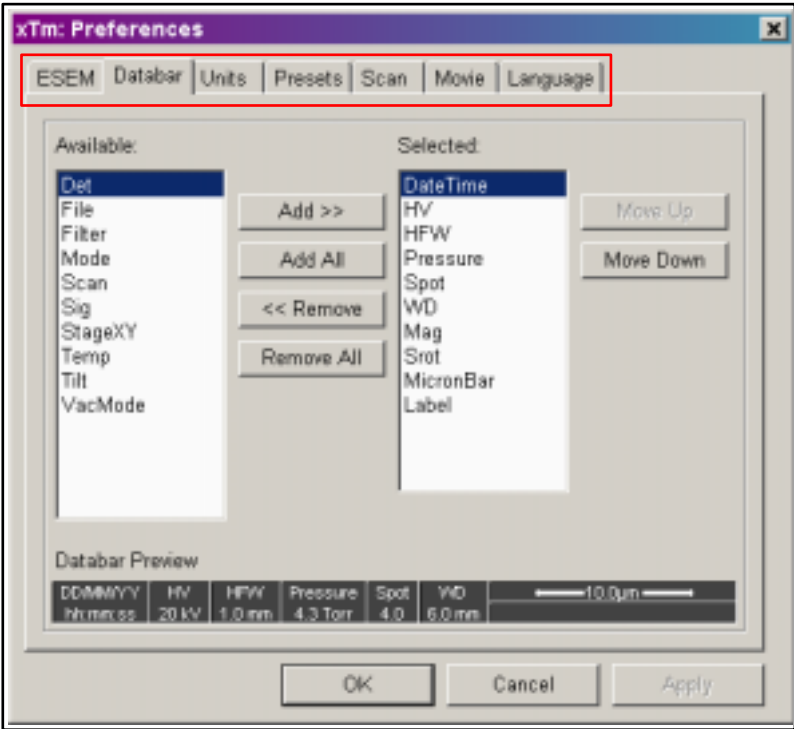 xTm: Preferences
ESEM Databar Units Presets Scan Movie Language
Available:
Selected:
Det
File
Filter
Mode
Scan
Sig
StageXY
Temp
Tilt
VacMode
Add >>
Add All
<< Remove
Remove All
DateTime
HV
HFW
Pressure
Spot
WD
Mag
Srot
MicronBar
Label
Move Up
Move Down
Databar Preview
DD/MM/YY HV HFW Pressure Spot WD 10.0µm
hh:mm:ss 20 kV 1.0 mm 4.3 Torr 4.0 6.0 mm
OK Cancel Apply